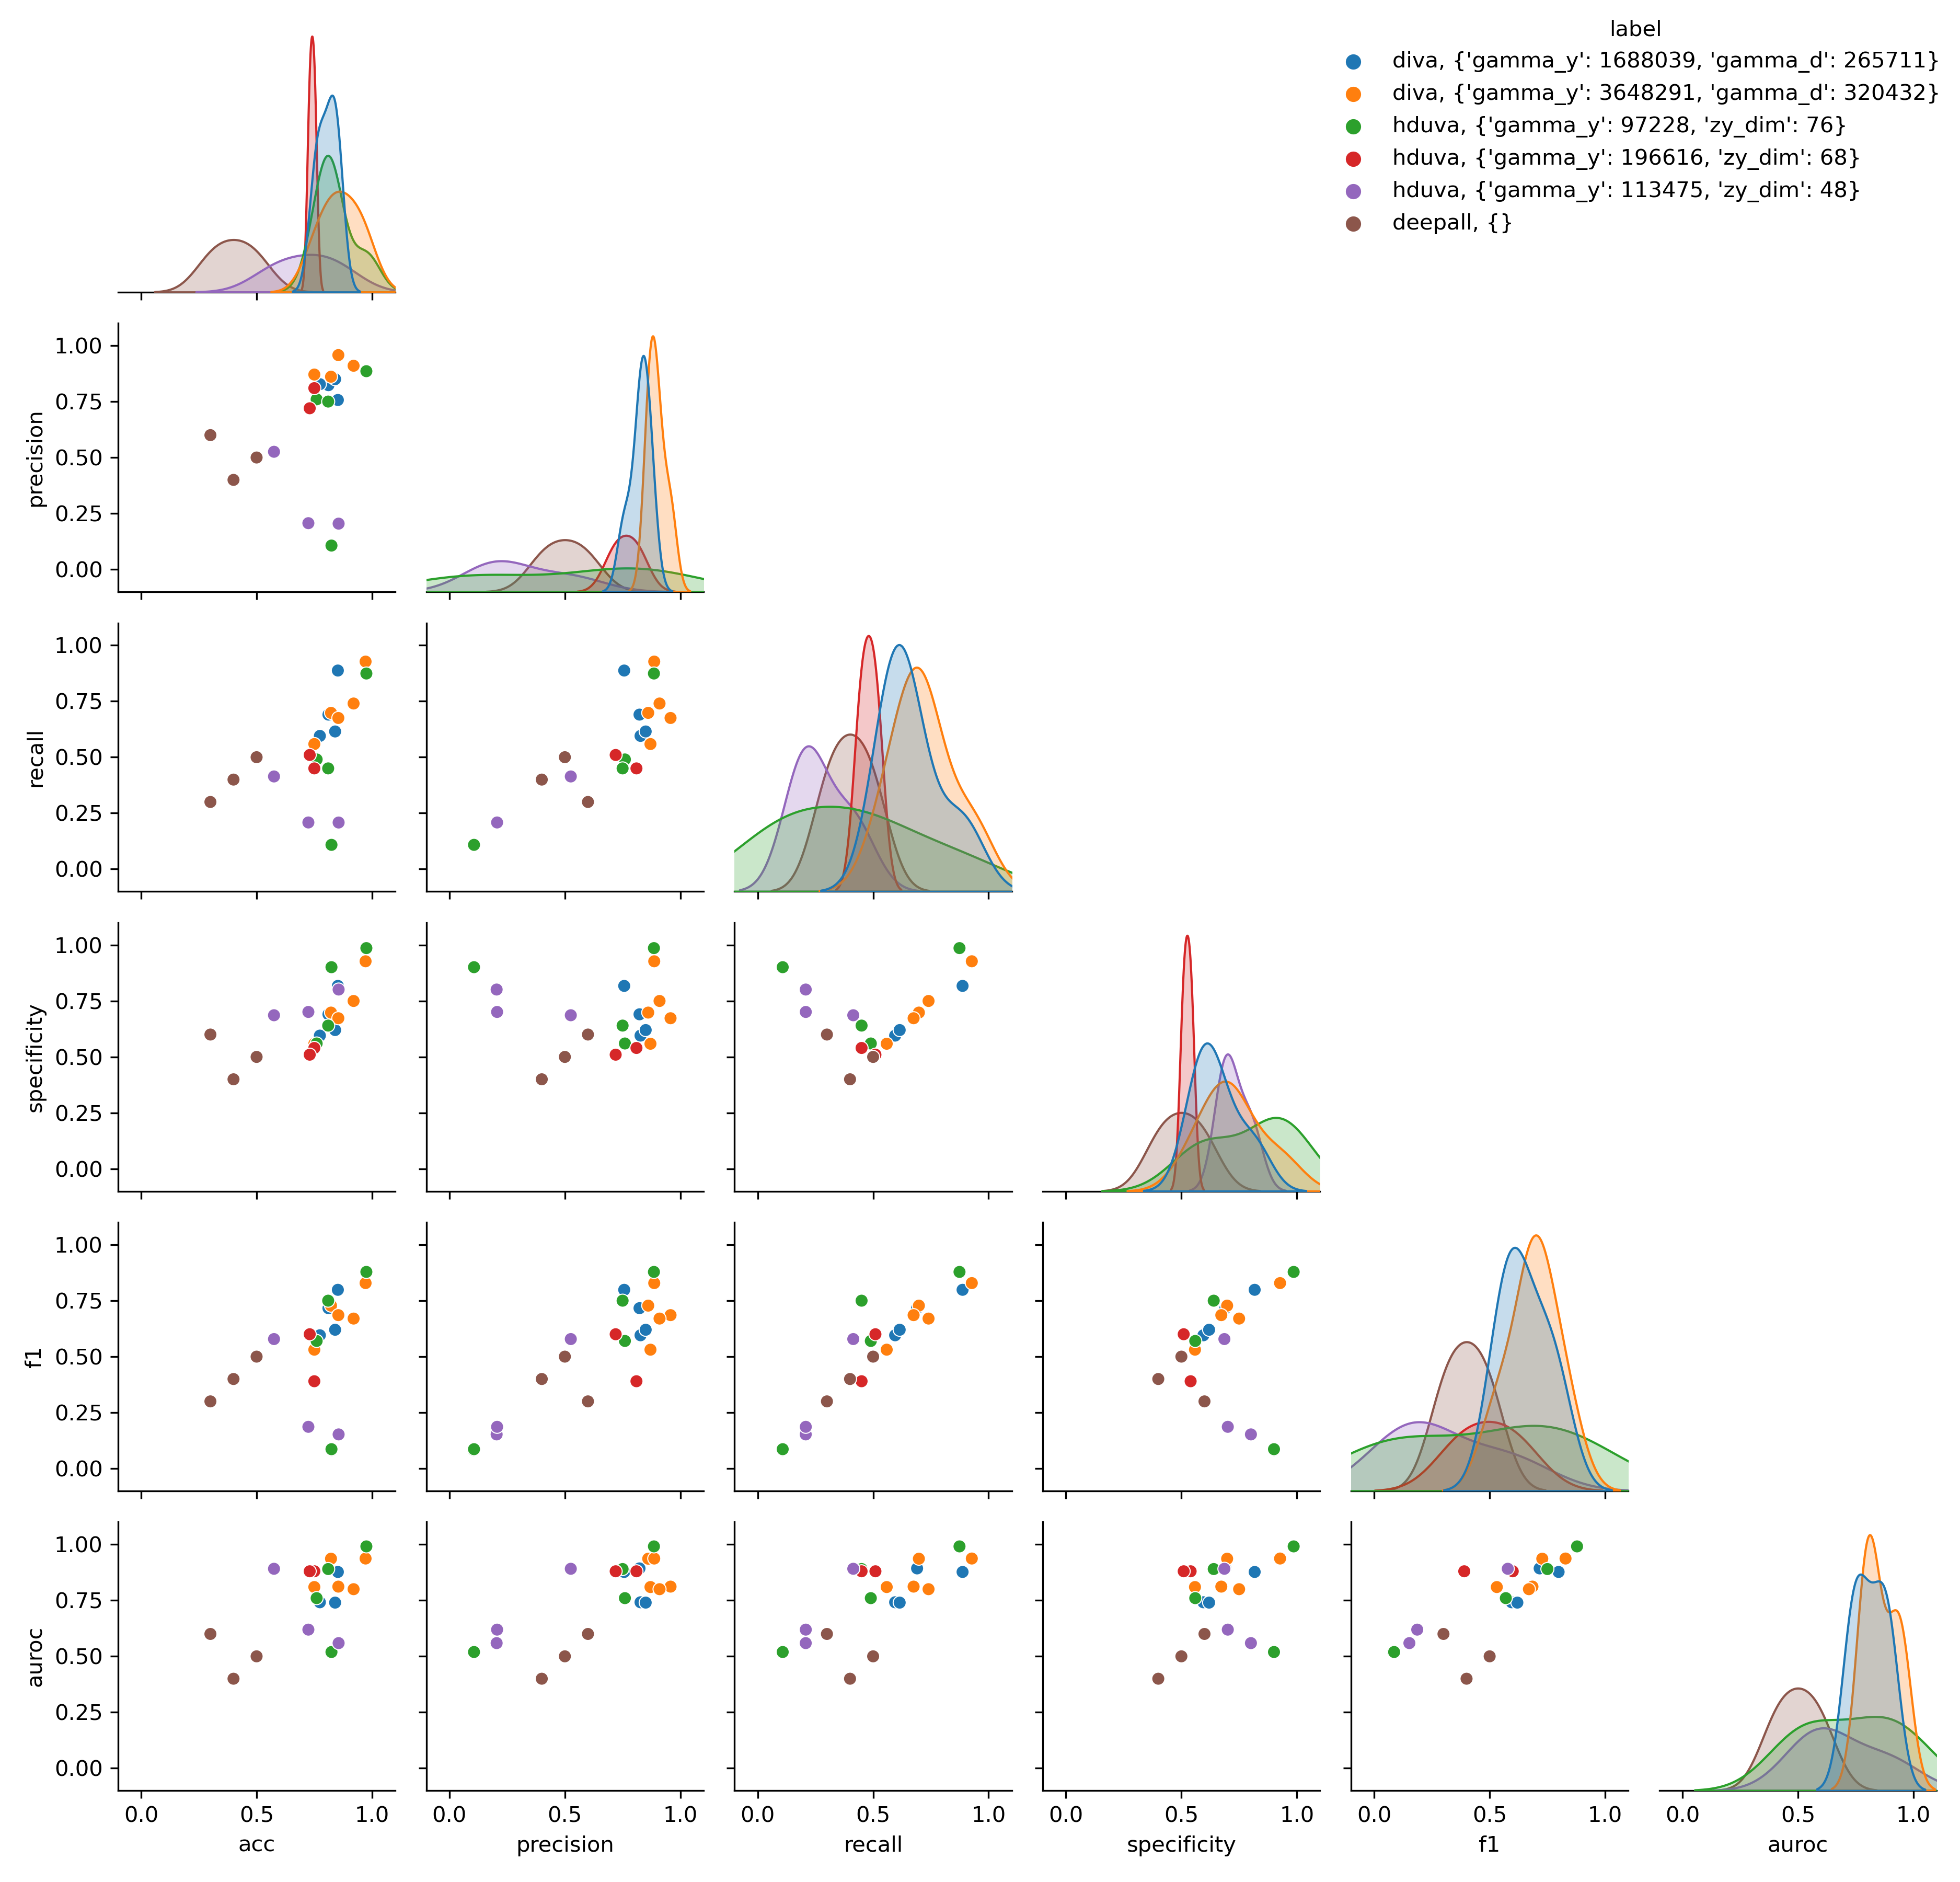 label
diva, {'gamma_y': 1688039, 'gamma_d': 265711}
diva, {'gamma_y': 3648291, 'gamma_d': 320432}
hduva, {'gamma_y': 97228, 'zy_dim': 76}
hduva, {'gamma_y': 196616, 'zy_dim': 68}
hduva, {'gamma_y': 113475, 'zy_dim': 48}
deepall, {}
1.00
0.75
0.50
0.25
0.00
precision
1.00
0.75
0.50
0.25
0.00
recall
1.00
0.75
0.50
0.25
0.00
specificity
1.00
0.75
0.50
0.25
0.00
f1
1.00
0.75
0.50
0.25
0.00
auroc
0.0 0.5 1.0 0.0 0.5 1.0 0.0 0.5 1.0 0.0 0.5 1.0 0.0 0.5 1.0 0.0 0.5 1.0
acc precision recall specificity f1 auroc